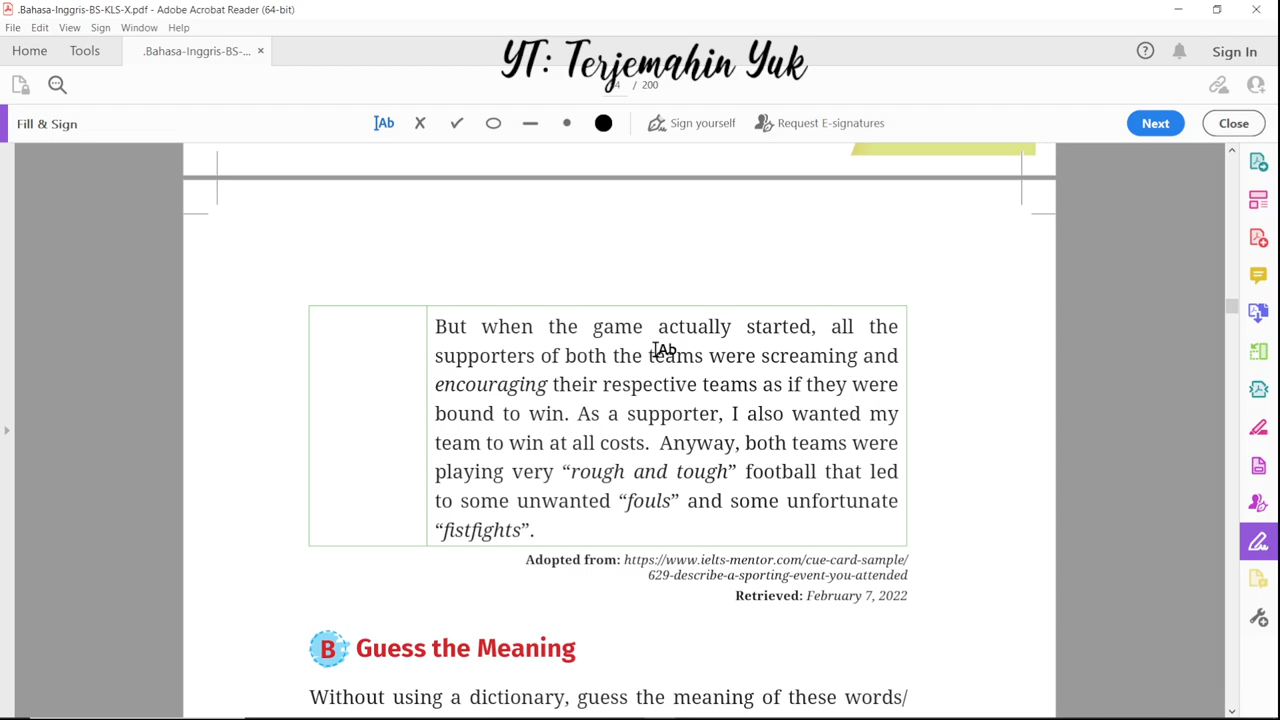 .Bahasa-Inggris-BS-KLS-X.pdf - Adobe Acrobat Reader (64-bit)
File Edit View Sign Window Help
Home Tools .Bahasa-Inggris-BS-... × Sign In
YT: Terjemahin Yuk
/ 200
Fill & Sign Ab Sign yourself Request E-signatures Next Close
But when the game actually started, all the
supporters of both the teams were screaming and
encouraging their respective teams as if they were
bound to win. As a supporter, I also wanted my
team to win at all costs. Anyway, both teams were
playing very “rough and tough” football that led
to some unwanted “fouls” and some unfortunate
“fistfights”.
Adopted from: https://www.ielts-mentor.com/cue-card-sample/
629-describe-a-sporting-event-you-attended
Retrieved: February 7, 2022
B Guess the Meaning
Without using a dictionary, guess the meaning of these words/